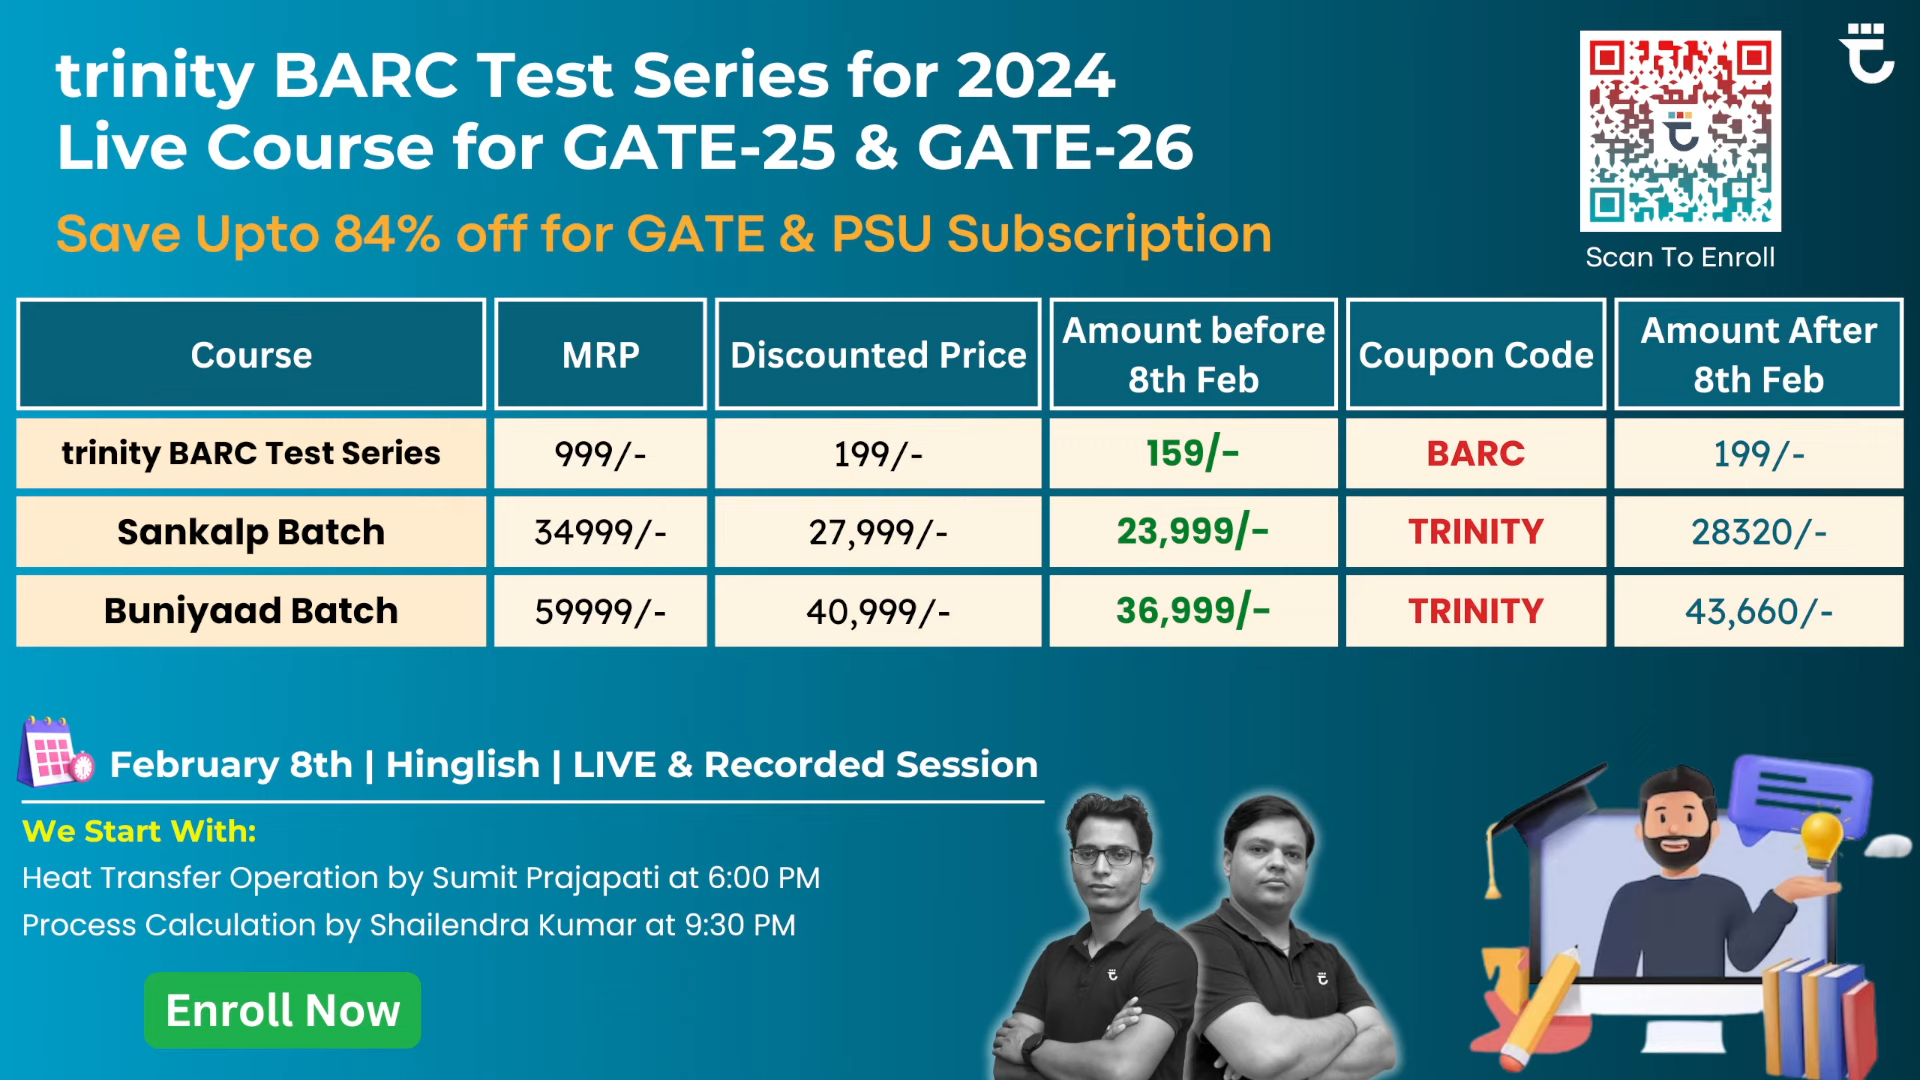 trinity BARC Test Series for 2024
Live Course for GATE-25 & GATE-26
Save Upto 84% off for GATE & PSU Subscription
Scan To Enroll
Course MRP Discounted Price Amount before 8th Feb Coupon Code Amount After 8th Feb
trinity BARC Test Series 999/- 199/- 159/- BARC 199/-
Sankalp Batch 34999/- 27,999/- 23,999/- TRINITY 28320/-
Buniyaad Batch 59999/- 40,999/- 36,999/- TRINITY 43,660/-
February 8th | Hinglish | LIVE & Recorded Session
We Start With:
Heat Transfer Operation by Sumit Prajapati at 6:00 PM
Process Calculation by Shailendra Kumar at 9:30 PM
Enroll Now